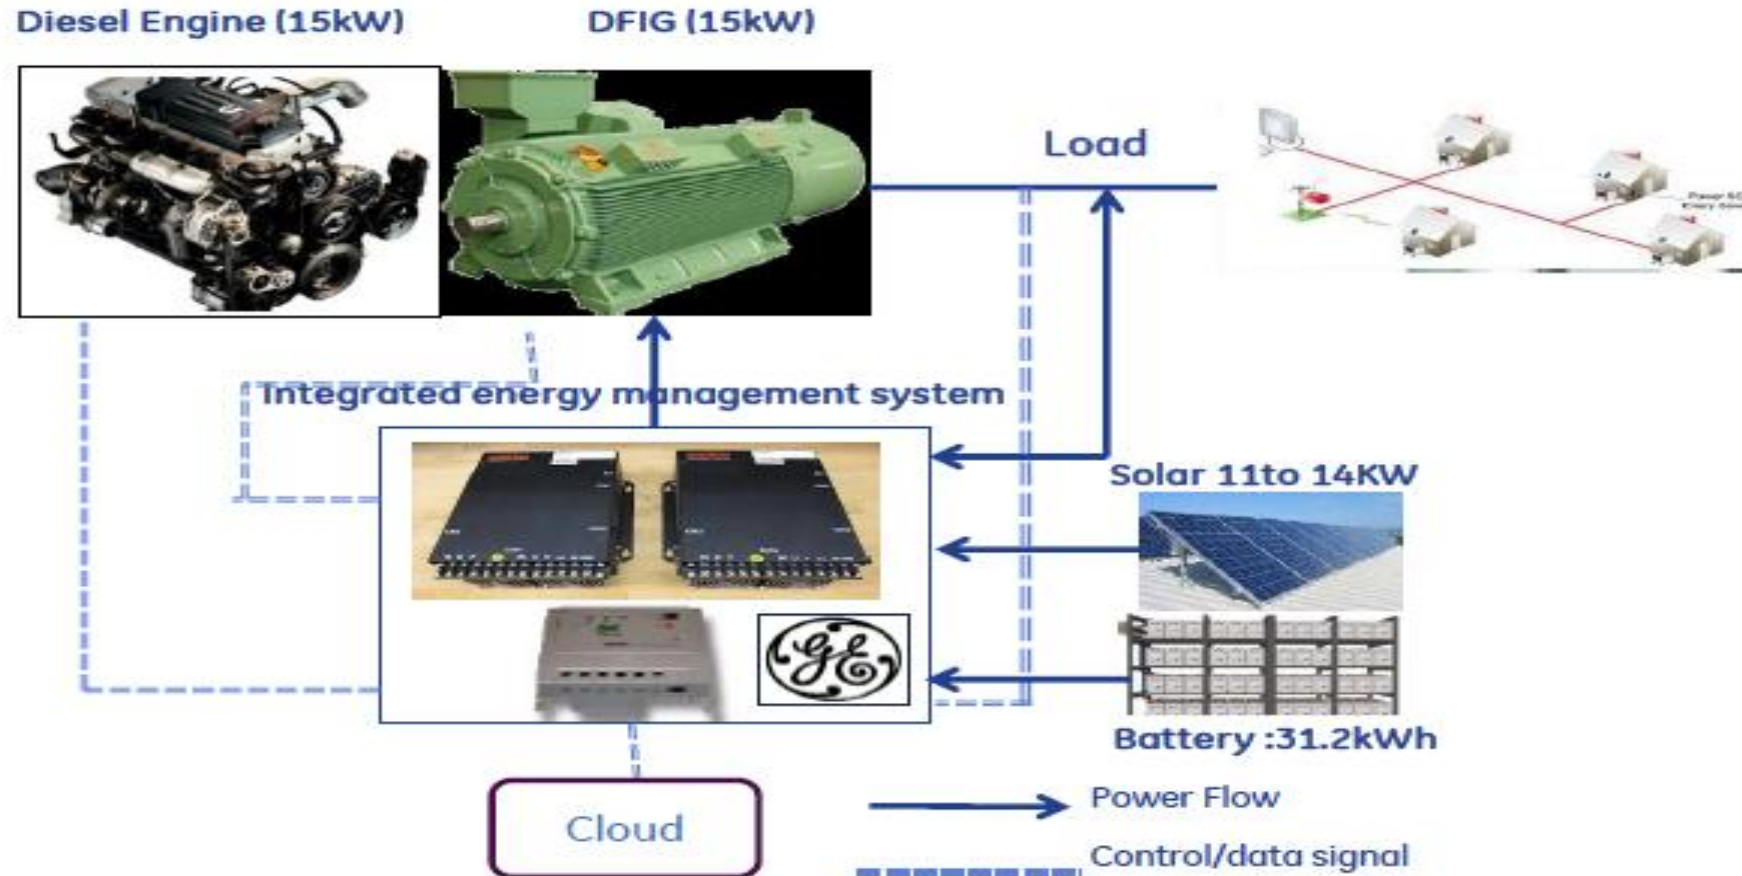 Diesel Engine (15kW)
DFIG (15kW)
Load
Integrated energy management system
Solar 11to 14KW
GE
Battery :31.2kWh
Cloud
Power Flow
Control/data signal